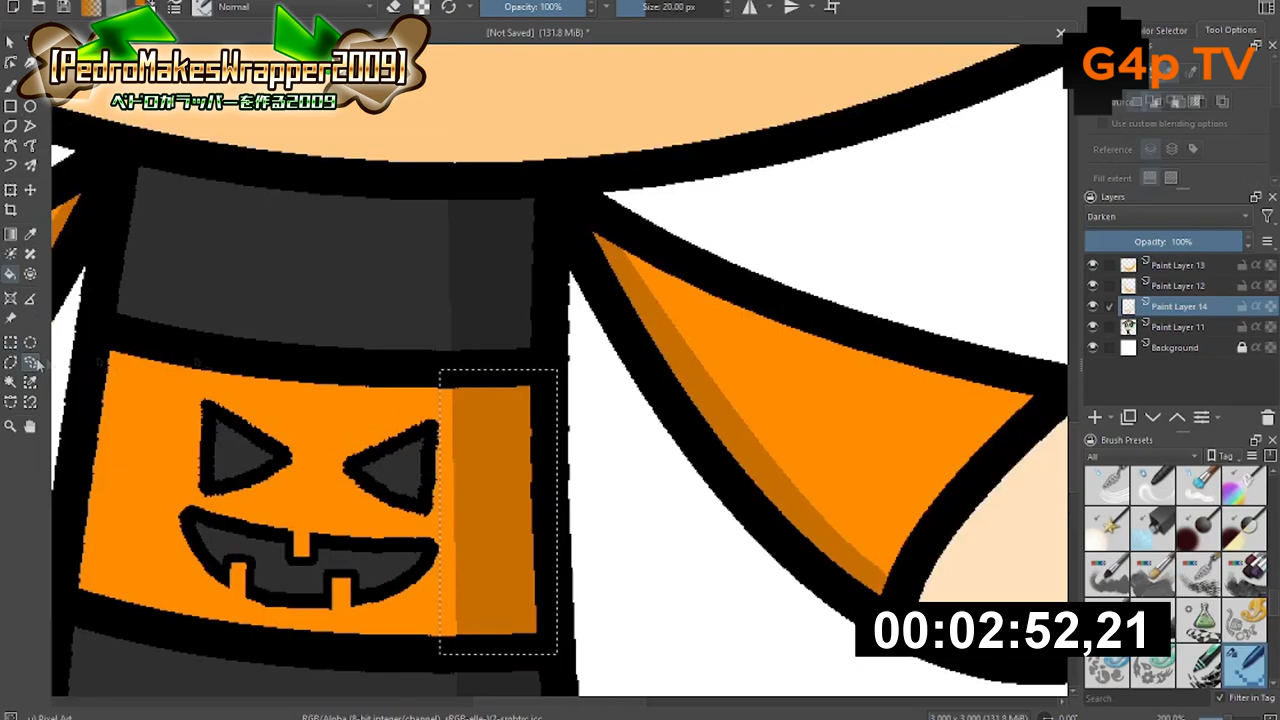 Normal
Opacity: 100%
Size: 20.00 px
[Not Saved] (131.8 MiB) *
[PedroMakesWrapper2009]
ペドロがラッパーを作る2009
G4p TV
Color Selector
Tool Options
Use custom blending options
Reference:
Fill extent:
Layers
Darken
Opacity: 100%
Paint Layer 13
Paint Layer 12
Paint Layer 14
Paint Layer 11
Background
Brush Presets
All
Tag
00:02:52,21
Search
Filter in Tag